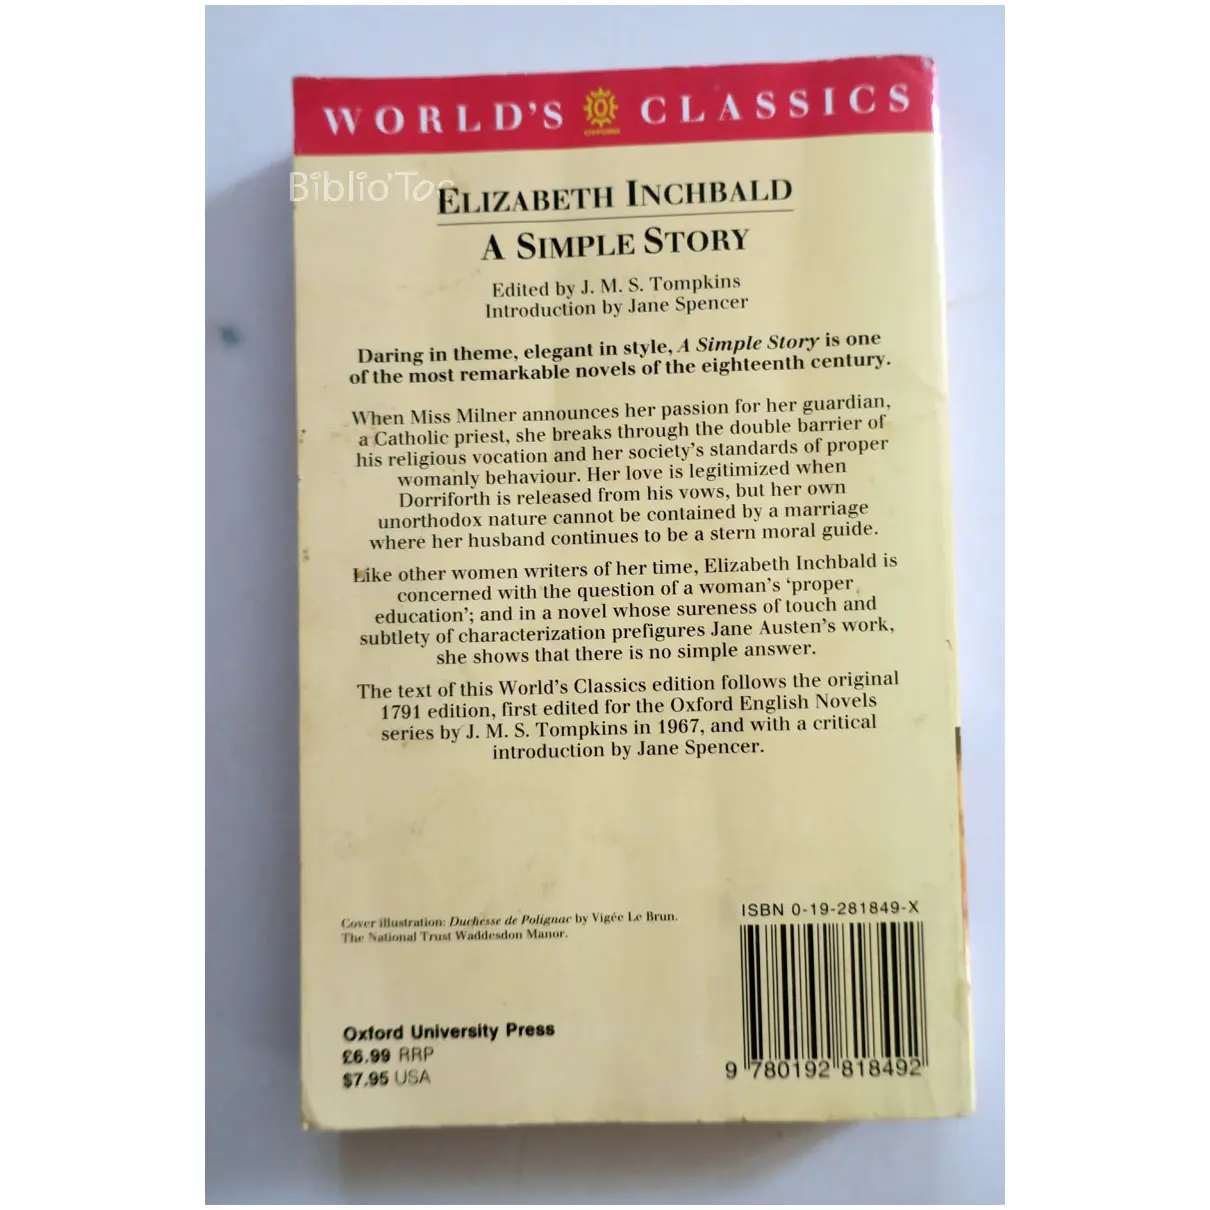 WORLD'S OXFORD CLASSICS
Biblio'Toc
ELIZABETH INCHBALD
A SIMPLE STORY
Edited by J. M. S. Tompkins
Introduction by Jane Spencer
Daring in theme, elegant in style, A Simple Story is one
of the most remarkable novels of the eighteenth century.
When Miss Milner announces her passion for her guardian,
a Catholic priest, she breaks through the double barrier of
his religious vocation and her society's standards of proper
womanly behaviour. Her love is legitimized when
Dorriforth is released from his vows, but her own
unorthodox nature cannot be contained by a marriage
where her husband continues to be a stern moral guide.
Like other women writers of her time, Elizabeth Inchbald is
concerned with the question of a woman's 'proper
education'; and in a novel whose sureness of touch and
subtlety of characterization prefigures Jane Austen's work,
she shows that there is no simple answer.
The text of this World's Classics edition follows the original
1791 edition, first edited for the Oxford English Novels
series by J. M. S. Tompkins in 1967, and with a critical
introduction by Jane Spencer.
Cover illustration: Duchesse de Polignac by Vigée Le Brun.
The National Trust Waddesdon Manor.
ISBN 0-19-281849-X
Oxford University Press
£6.99 RRP
$7.95 USA
9 780192 818492